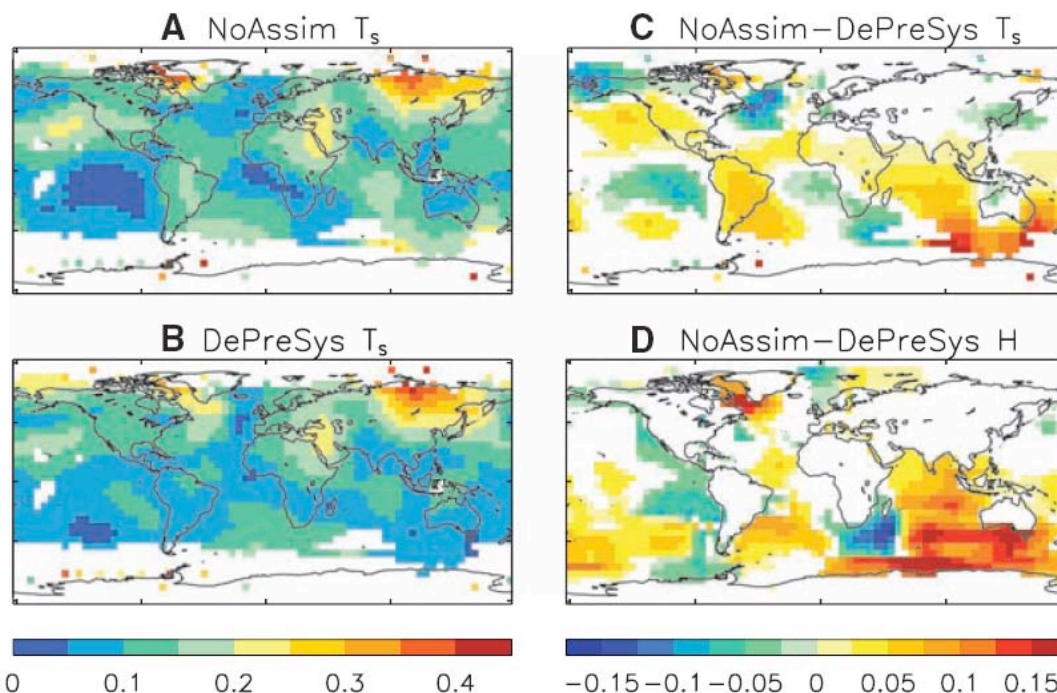 A NoAssim Ts
C NoAssim−DePreSys Ts
B DePreSys Ts
D NoAssim−DePreSys H
0 0.1 0.2 0.3 0.4
−0.15 −0.1 −0.05 0 0.05 0.1 0.15